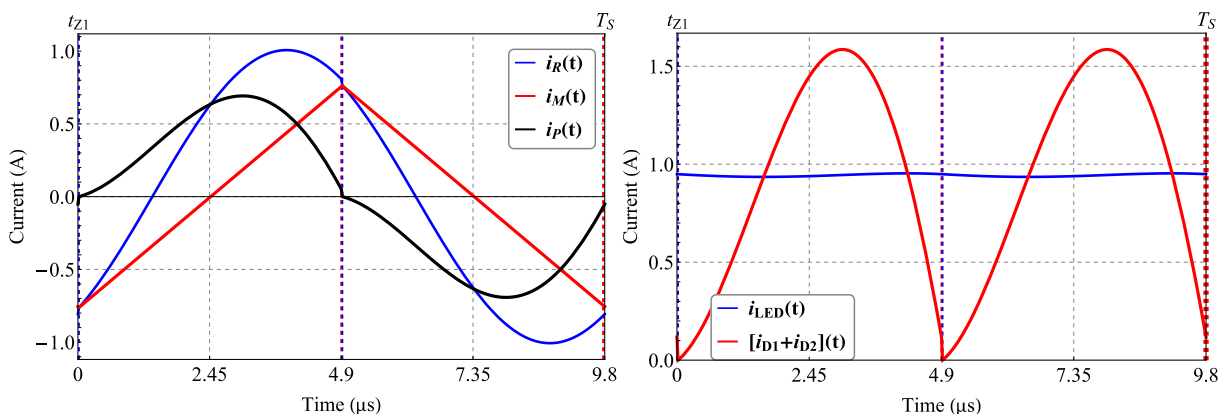 t_Z1
T_S
1.0
0.5
0.0
−0.5
−1.0
Current (A)
i_R(t)
i_M(t)
i_P(t)
0
2.45
4.9
7.35
9.8
Time (μs)
t_Z1
T_S
1.5
1.0
0.5
0.0
Current (A)
i_LED(t)
[i_D1+i_D2](t)
0
2.45
4.9
7.35
9.8
Time (μs)